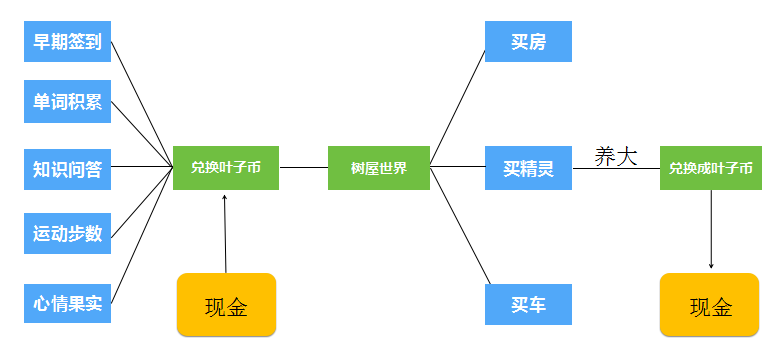 早期签到
单词积累
知识问答
运动步数
心情果实
兑换叶子币
现金
树屋世界
买房
买精灵
买车
养大
兑换成叶子币
现金